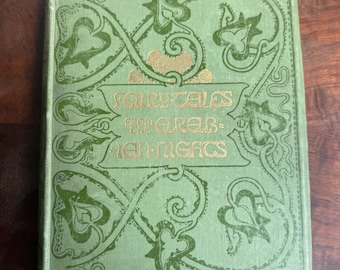 FAIRY-TALES
FROM THE ARAB=
IAN NIGHTS